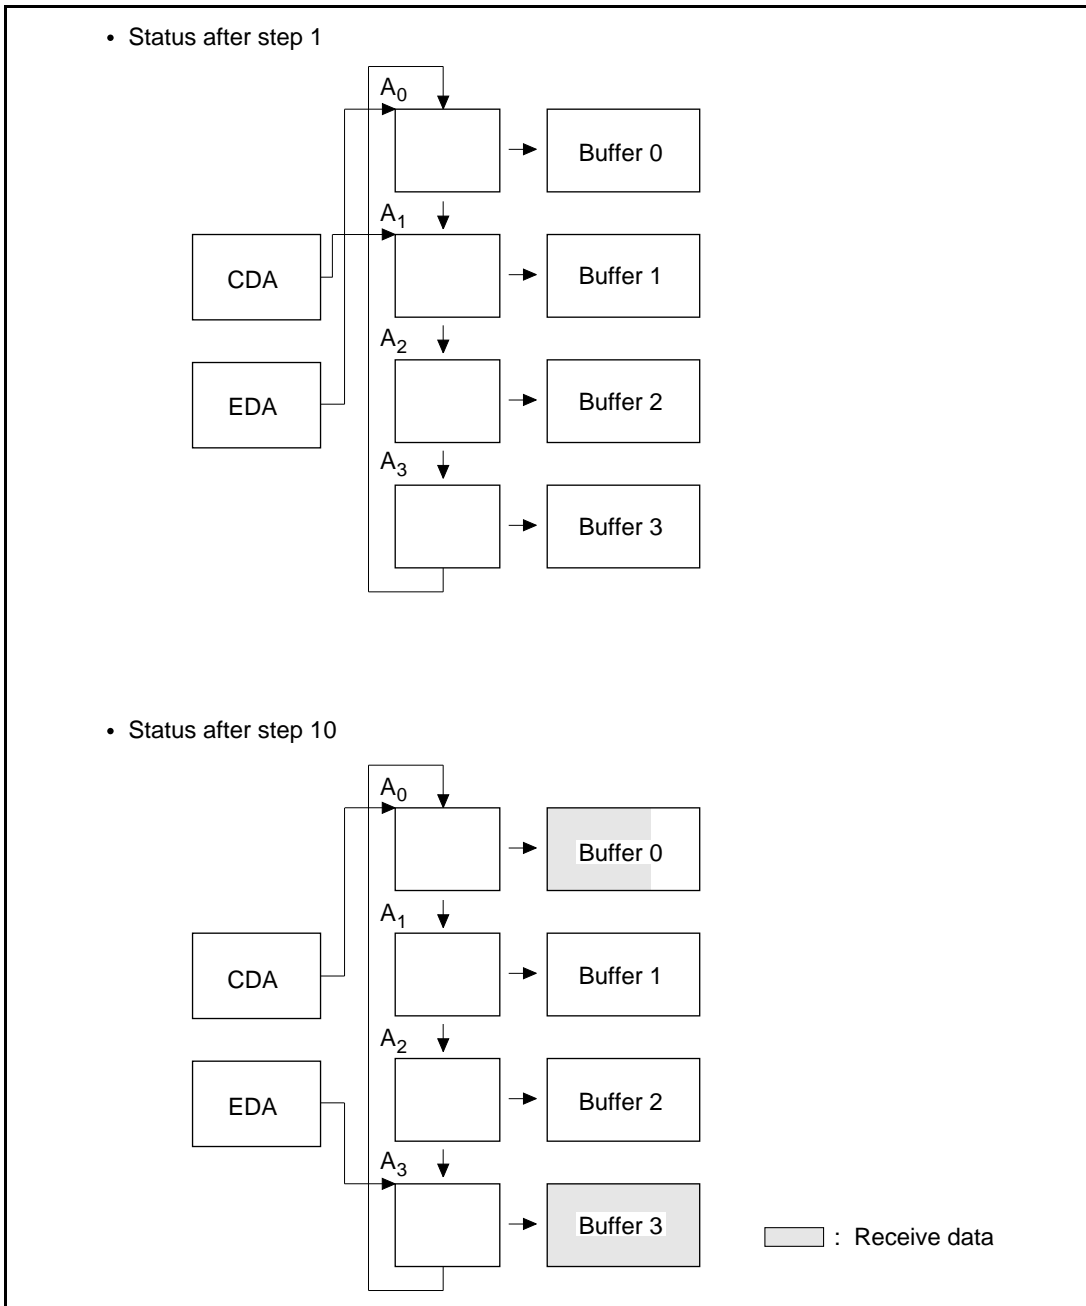 • Status after step 1
A0
Buffer 0
A1
CDA
Buffer 1
A2
EDA
Buffer 2
A3
Buffer 3
• Status after step 10
A0
Buffer 0
A1
CDA
Buffer 1
A2
EDA
Buffer 2
A3
Buffer 3
: Receive data